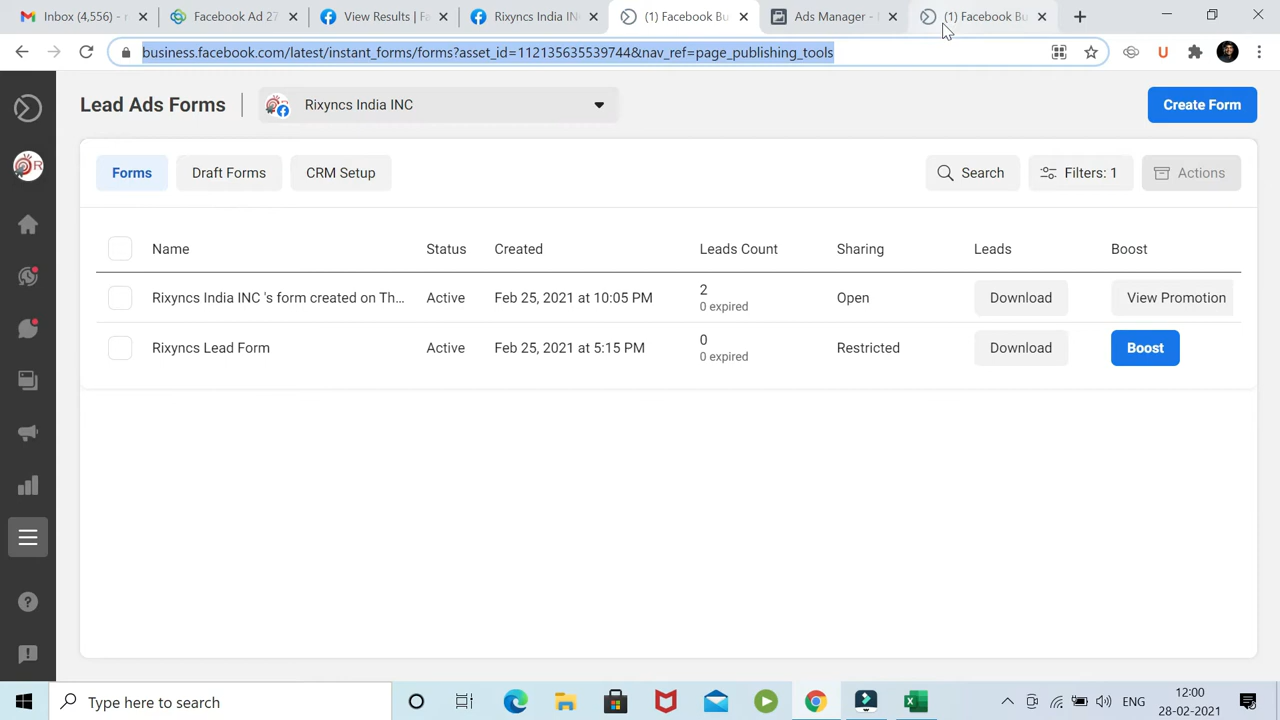 Inbox (4,556) -
Facebook Ad 27
View Results | Fa
Rixyncs India INC
(1) Facebook Bu
Ads Manager -
(1) Facebook Bu
business.facebook.com/latest/instant_forms/forms?asset_id=112135635539744&nav_ref=page_publishing_tools
U
Lead Ads Forms
Rixyncs India INC
Create Form
Forms
Draft Forms
CRM Setup
Search
Filters: 1
Actions
Name Status Created Leads Count Sharing Leads Boost
Rixyncs India INC 's form created on Th... Active Feb 25, 2021 at 10:05 PM 2 Open Download View Promotion
0 expired
Rixyncs Lead Form Active Feb 25, 2021 at 5:15 PM 0 Restricted Download Boost
0 expired
Type here to search
ENG
12:00
28-02-2021